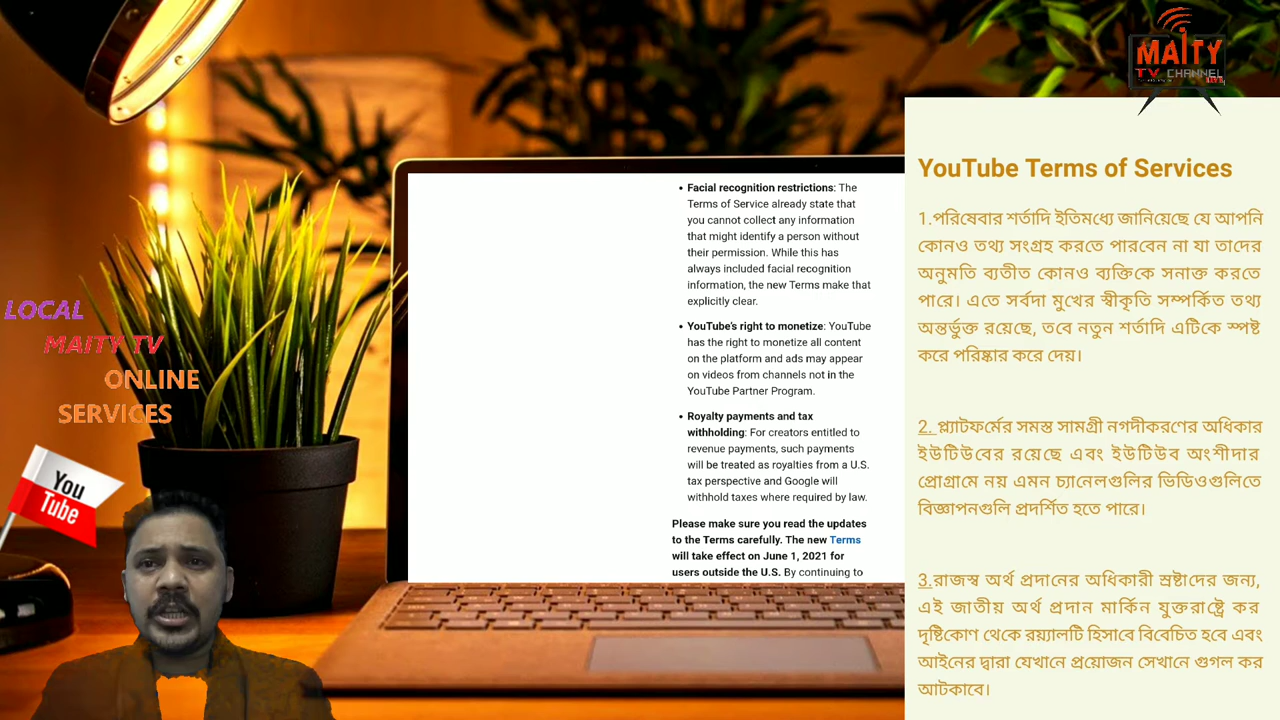 MAITY
TV CHANNEL
LOCAL
MAITY TV
ONLINE
SERVICES
You
Tube
• Facial recognition restrictions: The
Terms of Service already state that
you cannot collect any information
that might identify a person without
their permission. While this has
always included facial recognition
information, the new Terms make that
explicitly clear.
• YouTube's right to monetize: YouTube
has the right to monetize all content
on the platform and ads may appear
on videos from channels not in the
YouTube Partner Program.
• Royalty payments and tax
withholding: For creators entitled to
revenue payments, such payments
will be treated as royalties from a U.S.
tax perspective and Google will
withhold taxes where required by law.
Please make sure you read the updates
to the Terms carefully. The new Terms
will take effect on June 1, 2021 for
users outside the U.S. By continuing to
YouTube Terms of Services
1.পরিষেবার শর্তাদি ইতিমধ্যে জানিয়েছে যে আপনি
কোনও তথ্য সংগ্রহ করতে পারবেন না যা তাদের
অনুমতি ব্যতীত কোনও ব্যক্তিকে সনাক্ত করতে
পারে। এতে সর্বদা মুখের স্বীকৃতি সম্পর্কিত তথ্য
অন্তর্ভুক্ত রয়েছে, তবে নতুন শর্তাদি এটিকে স্পষ্ট
করে পরিষ্কার করে দেয়।
2. প্ল্যাটফর্মের সমস্ত সামগ্রী নগদীকরণের অধিকার
ইউটিউবের রয়েছে এবং ইউটিউব অংশীদার
প্রোগ্রামে নয় এমন চ্যানেলগুলির ভিডিওগুলিতে
বিজ্ঞাপনগুলি প্রদর্শিত হতে পারে।
3.রাজস্ব অর্থ প্রদানের অধিকারী স্রষ্টাদের জন্য,
এই জাতীয় অর্থ প্রদান মার্কিন যুক্তরাষ্ট্রে কর
দৃষ্টিকোণ থেকে রয়্যালটি হিসাবে বিবেচিত হবে এবং
আইনের দ্বারা যেখানে প্রয়োজন সেখানে গুগল কর
আটকাবে।